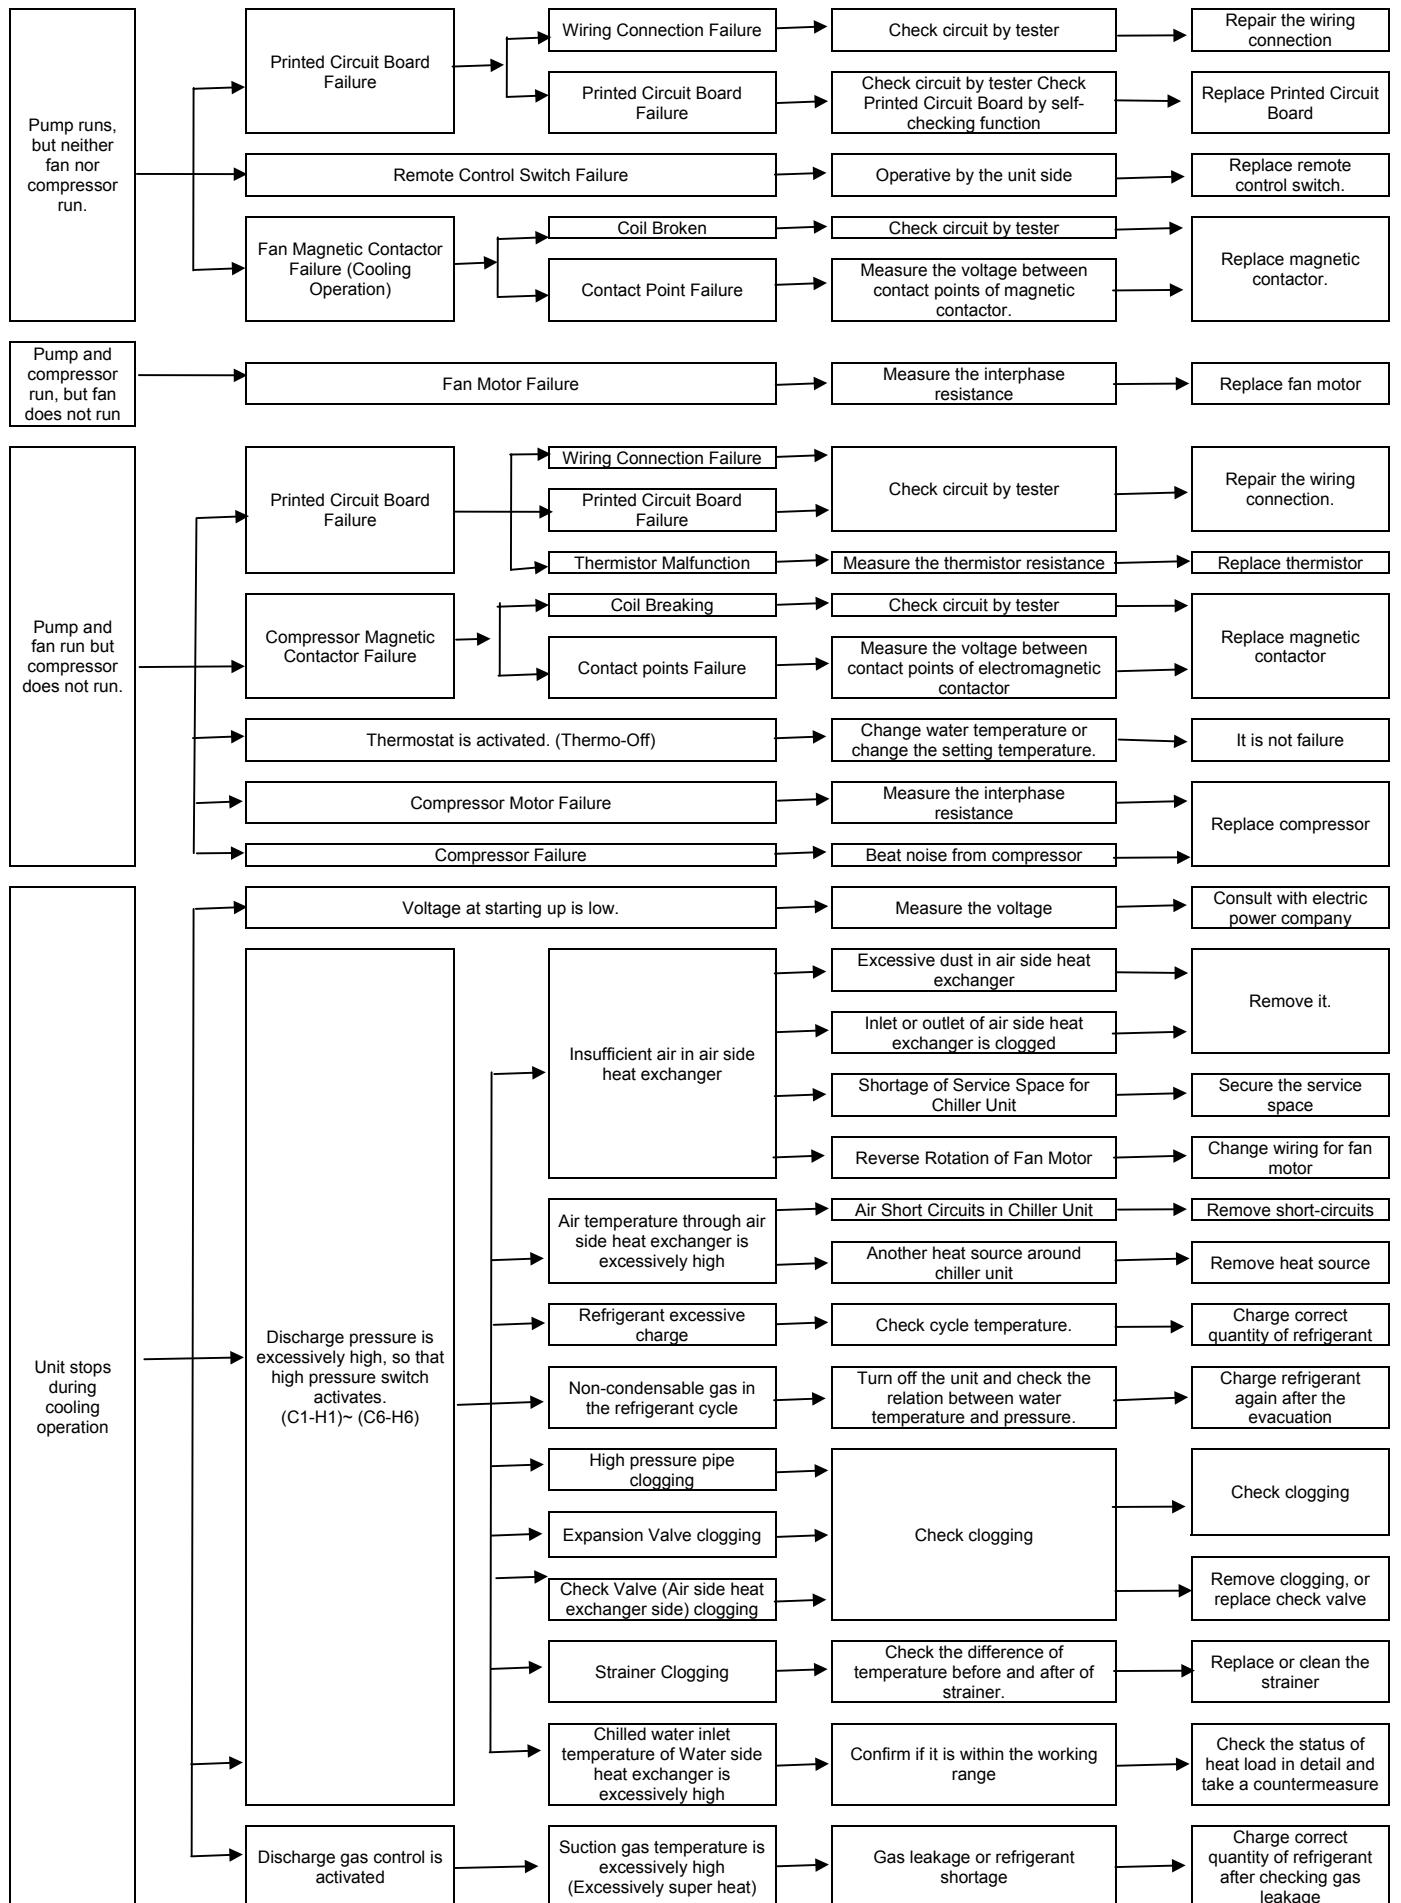 Pump runs,
but neither
fan nor
compressor
run.
Printed Circuit Board
Failure
Wiring Connection Failure
Check circuit by tester
Repair the wiring
connection
Printed Circuit Board
Failure
Check circuit by tester Check
Printed Circuit Board by self-
checking function
Replace Printed Circuit
Board
Remote Control Switch Failure
Operative by the unit side
Replace remote
control switch.
Fan Magnetic Contactor
Failure (Cooling
Operation)
Coil Broken
Check circuit by tester
Replace magnetic
contactor.
Contact Point Failure
Measure the voltage between
contact points of magnetic
contactor.
Pump and
compressor
run, but fan
does not run
Fan Motor Failure
Measure the interphase
resistance
Replace fan motor
Pump and
fan run but
compressor
does not run.
Printed Circuit Board
Failure
Wiring Connection Failure
Check circuit by tester
Repair the wiring
connection.
Printed Circuit Board
Failure
Thermistor Malfunction
Measure the thermistor resistance
Replace thermistor
Compressor Magnetic
Contactor Failure
Coil Breaking
Check circuit by tester
Replace magnetic
contactor
Contact points Failure
Measure the voltage between
contact points of electromagnetic
contactor
Thermostat is activated. (Thermo-Off)
Change water temperature or
change the setting temperature.
It is not failure
Compressor Motor Failure
Measure the interphase
resistance
Replace compressor
Compressor Failure
Beat noise from compressor
Unit stops
during
cooling
operation
Voltage at starting up is low.
Measure the voltage
Consult with electric
power company
Discharge pressure is
excessively high, so that
high pressure switch
activates.
(C1-H1)~ (C6-H6)
Insufficient air in air side
heat exchanger
Excessive dust in air side heat
exchanger
Remove it.
Inlet or outlet of air side heat
exchanger is clogged
Shortage of Service Space for
Chiller Unit
Secure the service
space
Reverse Rotation of Fan Motor
Change wiring for fan
motor
Air temperature through air
side heat exchanger is
excessively high
Air Short Circuits in Chiller Unit
Remove short-circuits
Another heat source around
chiller unit
Remove heat source
Refrigerant excessive
charge
Check cycle temperature.
Charge correct
quantity of refrigerant
Non-condensable gas in
the refrigerant cycle
Turn off the unit and check the
relation between water
temperature and pressure.
Charge refrigerant
again after the
evacuation
High pressure pipe
clogging
Check clogging
Check clogging
Expansion Valve clogging
Check Valve (Air side heat
exchanger side) clogging
Remove clogging, or
replace check valve
Strainer Clogging
Check the difference of
temperature before and after of
strainer.
Replace or clean the
strainer
Chilled water inlet
temperature of Water side
heat exchanger is
excessively high
Confirm if it is within the working
range
Check the status of
heat load in detail and
take a countermeasure
Discharge gas control is
activated
Suction gas temperature is
excessively high
(Excessively super heat)
Gas leakage or refrigerant
shortage
Charge correct
quantity of refrigerant
after checking gas
leakage